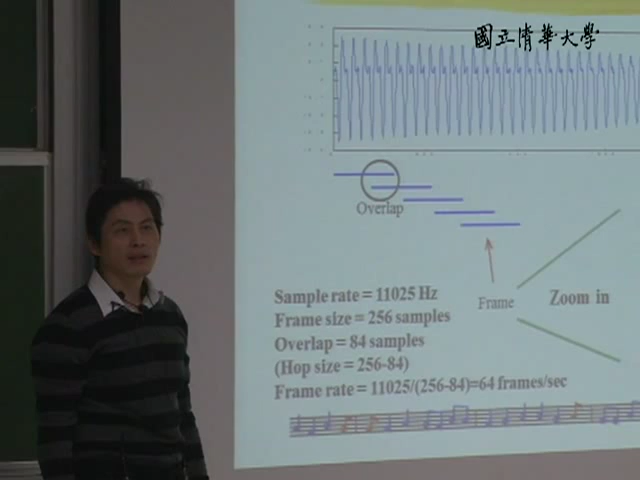 國立清華大學
Overlap
Frame
Zoom in
Sample rate = 11025 Hz
Frame size = 256 samples
Overlap = 84 samples
(Hop size = 256-84)
Frame rate = 11025/(256-84)=64 frames/sec